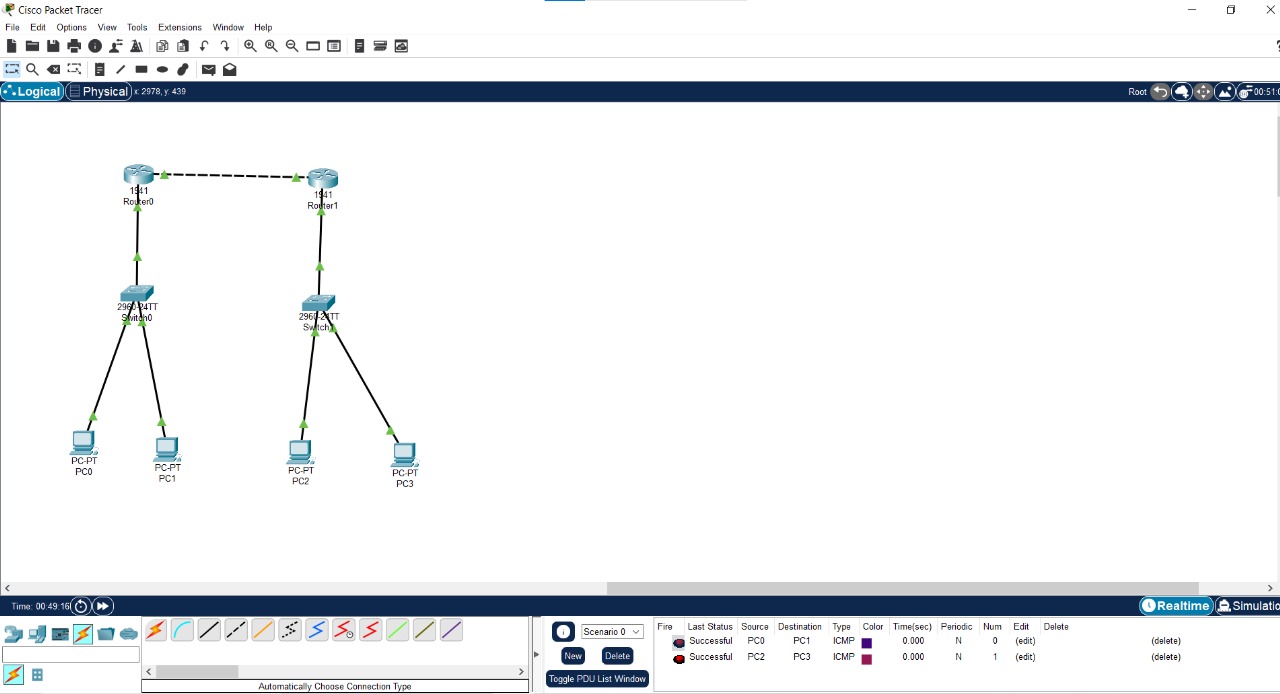 Cisco Packet Tracer
File Edit Options View Tools Extensions Window Help
Logical Physical x: 2978, y: 439 Root 00:51:0
1941
Router0
1941
Router1
2960-24TT
Switch0
2960-24TT
Switch1
PC-PT
PC0
PC-PT
PC1
PC-PT
PC2
PC-PT
PC3
Time: 00:49:16 Realtime Simulatio
Scenario 0
New Delete
Toggle PDU List Window
Automatically Choose Connection Type
Fire Last Status Source Destination Type Color Time(sec) Periodic Num Edit Delete
Successful PC0 PC1 ICMP 0.000 N 0 (edit) (delete)
Successful PC2 PC3 ICMP 0.000 N 1 (edit) (delete)